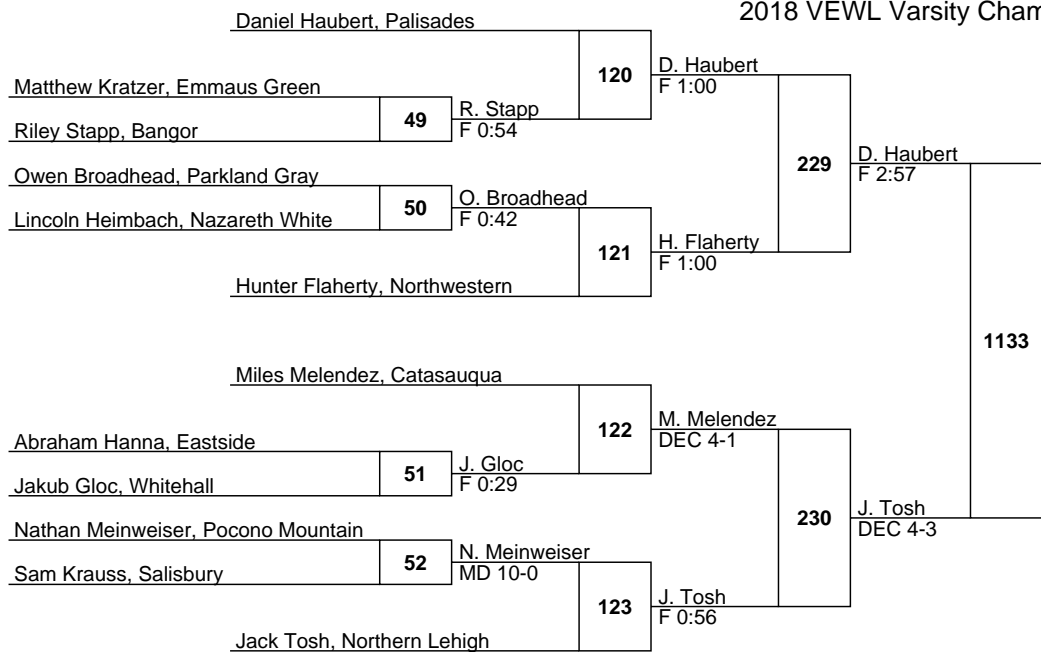 2018 VEWL Varsity Cham
Daniel Haubert, Palisades
120
D. Haubert
F 1:00
Matthew Kratzer, Emmaus Green
49
R. Stapp
F 0:54
Riley Stapp, Bangor
229
D. Haubert
F 2:57
Owen Broadhead, Parkland Gray
50
O. Broadhead
F 0:42
Lincoln Heimbach, Nazareth White
121
H. Flaherty
F 1:00
Hunter Flaherty, Northwestern
1133
Miles Melendez, Catasauqua
122
M. Melendez
DEC 4-1
Abraham Hanna, Eastside
51
J. Gloc
F 0:29
Jakub Gloc, Whitehall
230
J. Tosh
DEC 4-3
Nathan Meinweiser, Pocono Mountain
52
N. Meinweiser
MD 10-0
Sam Krauss, Salisbury
123
J. Tosh
F 0:56
Jack Tosh, Northern Lehigh